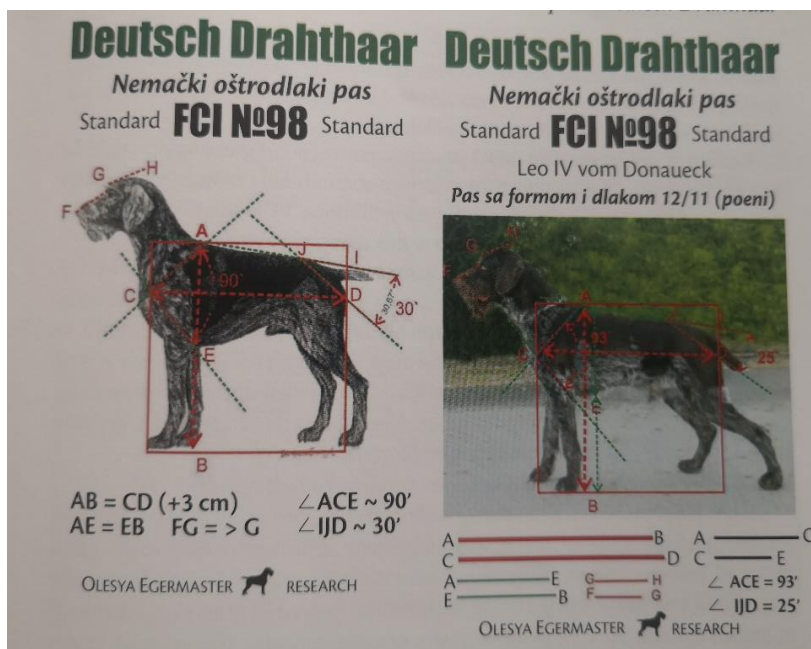 Deutsch Drahthaar
Nemački oštrodlaki pas
Standard FCI №98 Standard
G H
F
A
J
I
90`
C
D
30,67°
30`
E
B
AB = CD (+3 cm) ∠ACE ~ 90′
AE = EB FG = > G ∠IJD ~ 30′
OLESYA EGERMASTER RESEARCH
Deutsch Drahthaar
Nemački oštrodlaki pas
Standard FCI №98 Standard
Leo IV vom Donaueck
Pas sa formom i dlakom 12/11 (poeni)
G H
F
A
93`
C
25`
E
B
A B A C
C D C E
A E G H ∠ ACE = 93′
E B F G ∠ IJD = 25′
OLESYA EGERMASTER RESEARCH